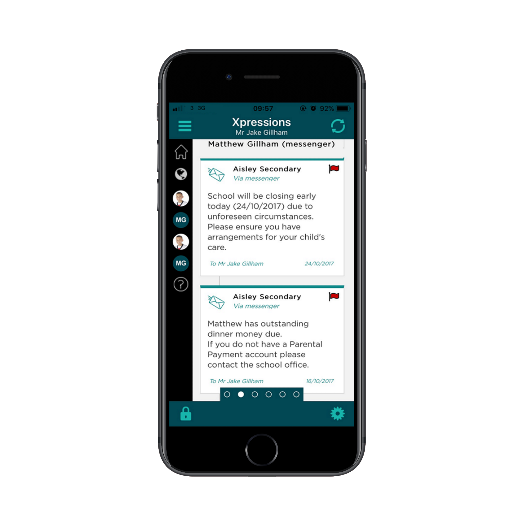 3 3G 09:57 92%
Xpressions
Mr Jake Gillham
Matthew Gillham (messenger)
Aisley Secondary
Via messenger
School will be closing early
today (24/10/2017) due to
unforeseen circumstances.
Please ensure you have
arrangements for your child's
care.
To Mr Jake Gillham 24/10/2017
MG
MG
?
Aisley Secondary
Via messenger
Matthew has outstanding
dinner money due.
If you do not have a Parental
Payment account please
contact the school office.
To Mr Jake Gillham 16/10/2017